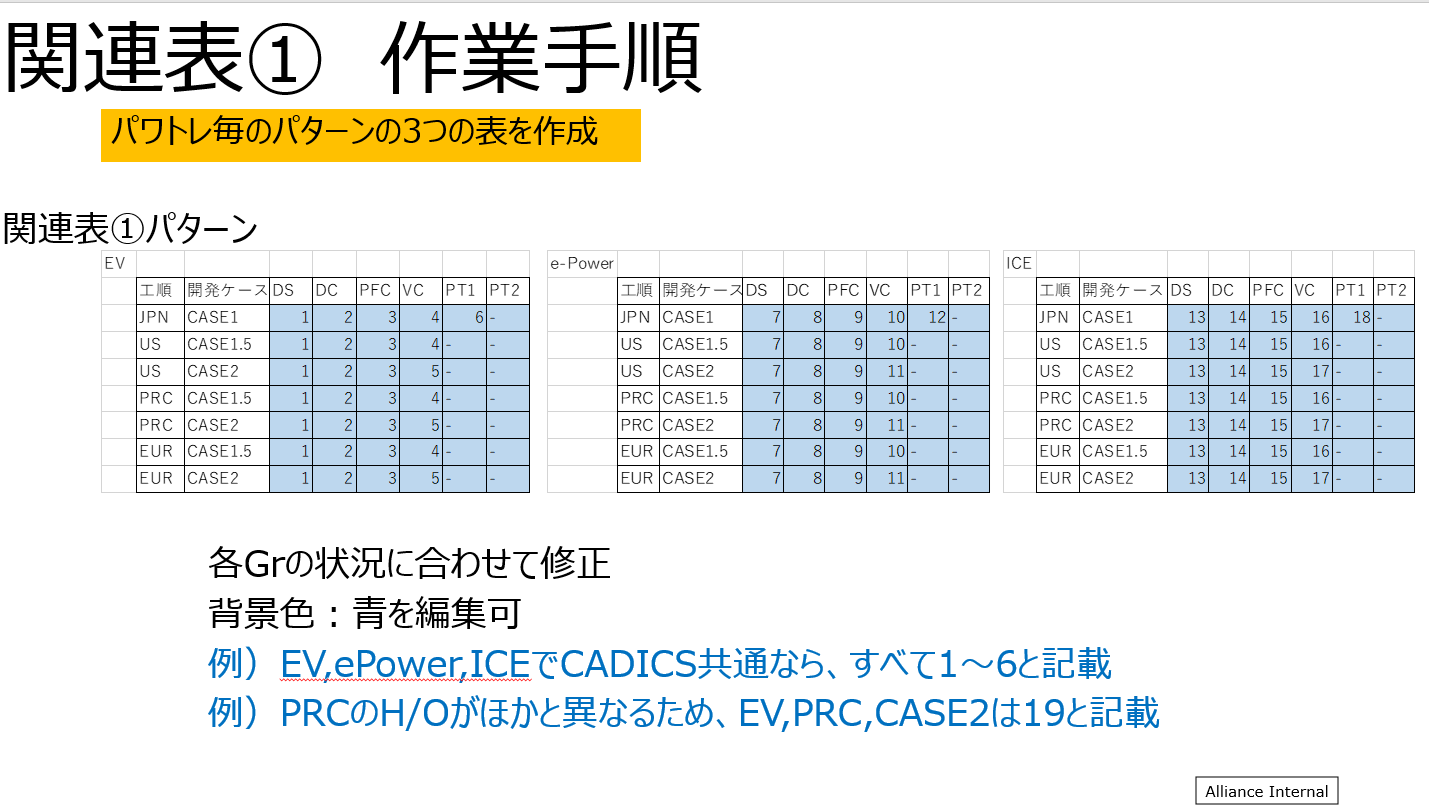 関連表① 作業手順
パワトレ毎のパターンの3つの表を作成
関連表①パターン
EV
工順 開発ケース DS DC PFC VC PT1 PT2
JPN CASE1 1 2 3 4 6 -
US CASE1.5 1 2 3 4 - -
US CASE2 1 2 3 5 - -
PRC CASE1.5 1 2 3 4 - -
PRC CASE2 1 2 3 5 - -
EUR CASE1.5 1 2 3 4 - -
EUR CASE2 1 2 3 5 - -
e-Power
工順 開発ケース DS DC PFC VC PT1 PT2
JPN CASE1 7 8 9 10 12 -
US CASE1.5 7 8 9 10 - -
US CASE2 7 8 9 11 - -
PRC CASE1.5 7 8 9 10 - -
PRC CASE2 7 8 9 11 - -
EUR CASE1.5 7 8 9 10 - -
EUR CASE2 7 8 9 11 - -
ICE
工順 開発ケース DS DC PFC VC PT1 PT2
JPN CASE1 13 14 15 16 18 -
US CASE1.5 13 14 15 16 - -
US CASE2 13 14 15 17 - -
PRC CASE1.5 13 14 15 16 - -
PRC CASE2 13 14 15 17 - -
EUR CASE1.5 13 14 15 16 - -
EUR CASE2 13 14 15 17 - -
各Grの状況に合わせて修正
背景色：青を編集可
例）EV,ePower,ICEでCADICS共通なら、すべて1～6と記載
例）PRCのH/Oがほかと異なるため、EV,PRC,CASE2は19と記載
Alliance Internal